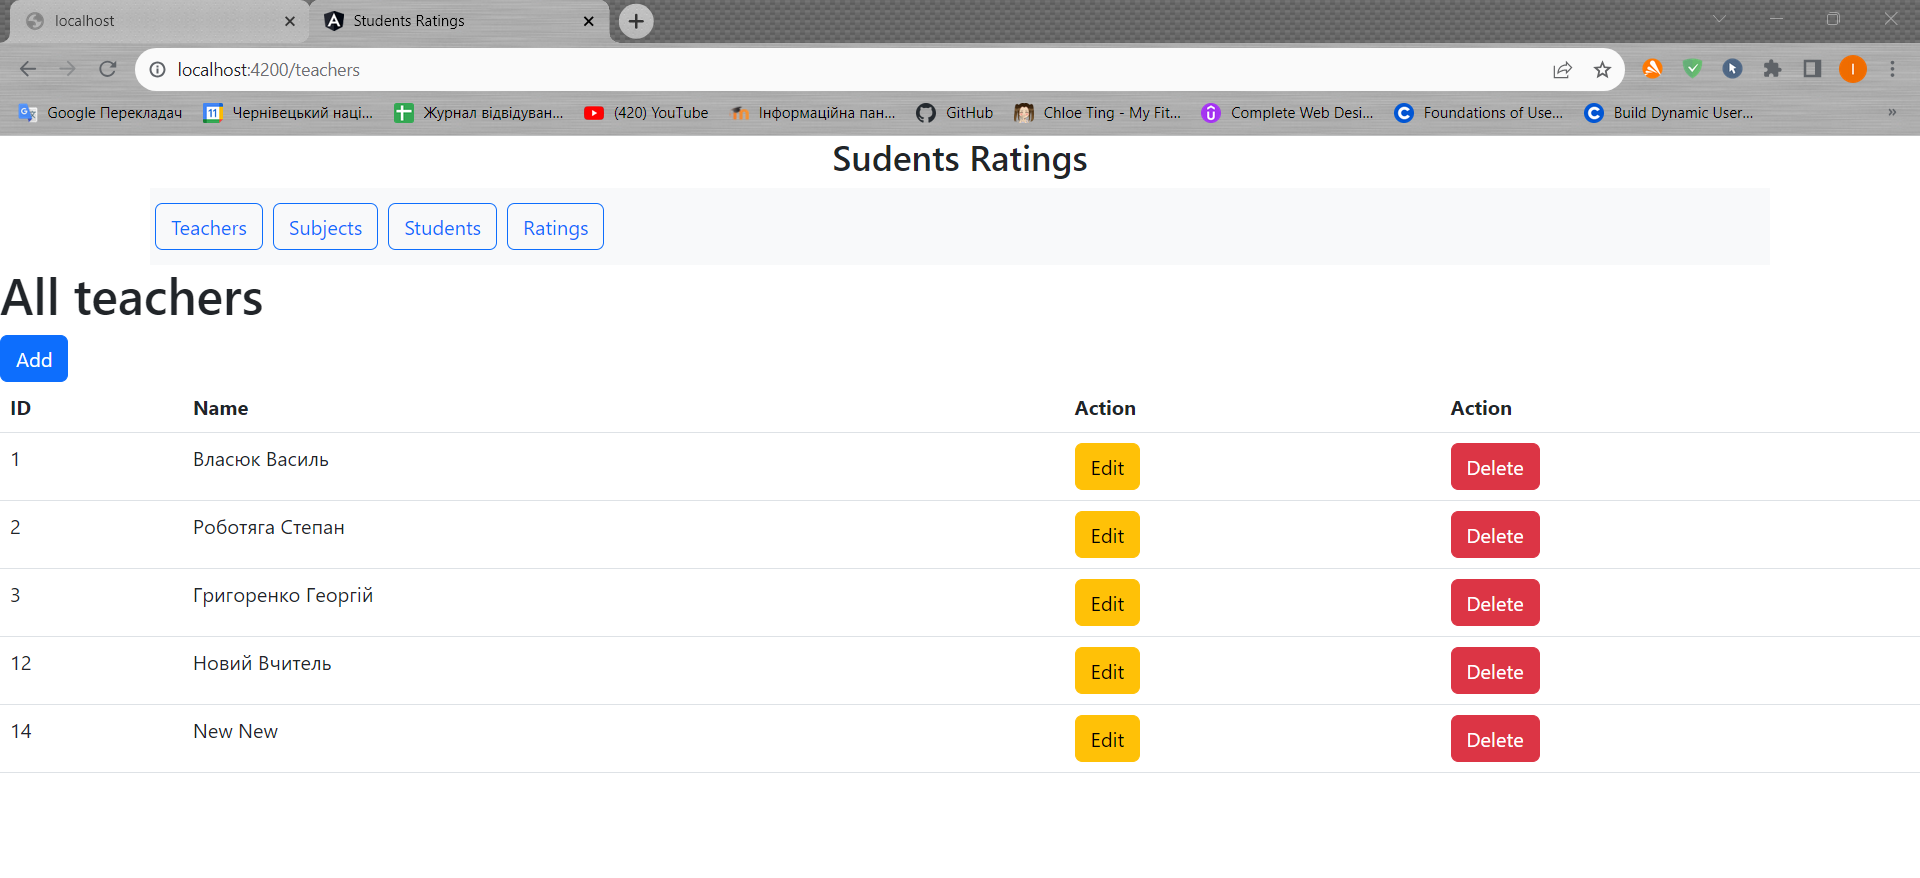 localhost
Students Ratings
localhost:4200/teachers
I
Google Перекладач
11 Чернівецький наці...
Журнал відвідуван...
(420) YouTube
Інформаційна пан...
GitHub
Chloe Ting - My Fit...
Complete Web Desi...
Foundations of Use...
Build Dynamic User...
»
Sudents Ratings
Teachers Subjects Students Ratings
All teachers
Add
ID Name Action Action
1 Власюк Василь Edit Delete
2 Роботяга Степан Edit Delete
3 Григоренко Георгій Edit Delete
12 Новий Вчитель Edit Delete
14 New New Edit Delete